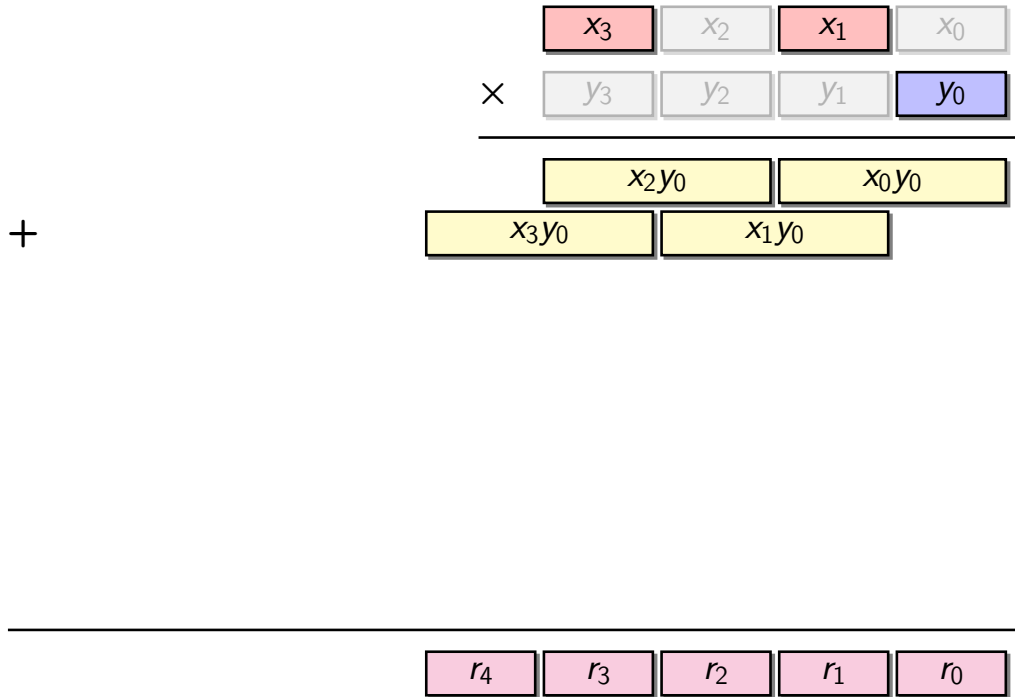 x₃ x₂ x₁ x₀
× y₃ y₂ y₁ y₀
x₂y₀ x₀y₀
+ x₃y₀ x₁y₀
r₄ r₃ r₂ r₁ r₀